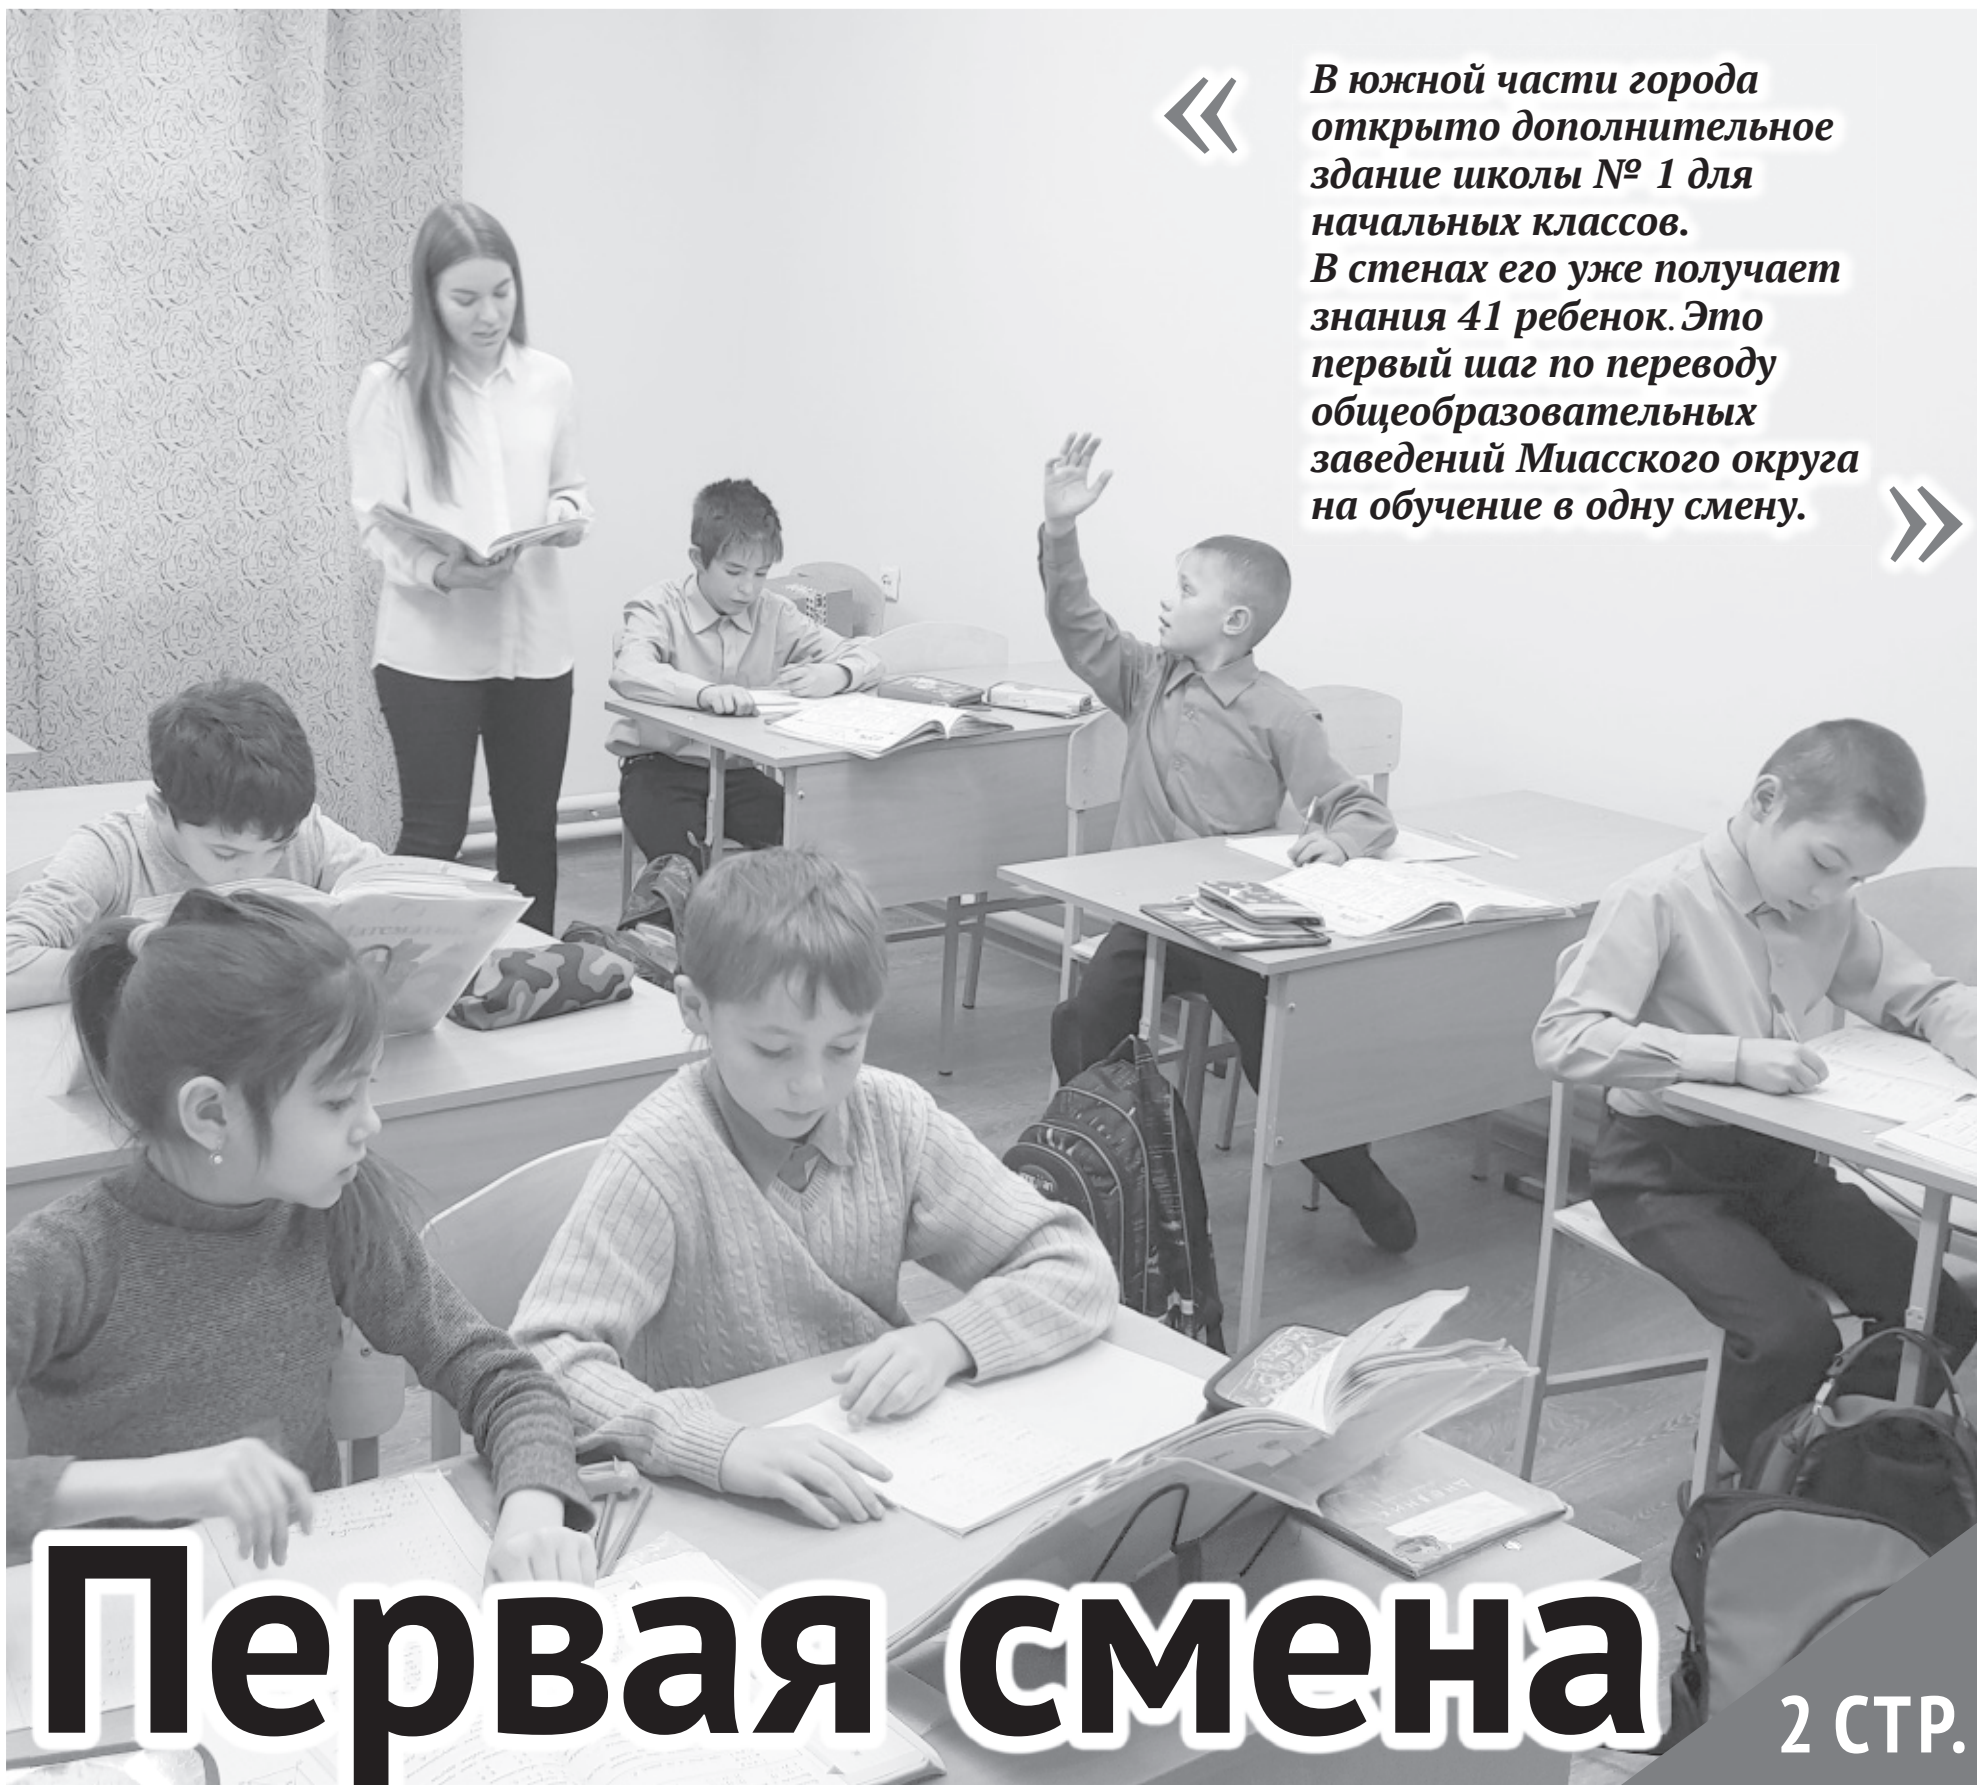 «
В южной части города
открыто дополнительное
здание школы № 1 для
начальных классов.
В стенах его уже получает
знания 41 ребенок. Это
первый шаг по переводу
общеобразовательных
заведений Миасского округа
на обучение в одну смену.
»
ДНЕВНИК
Первая смена
2 СТР.